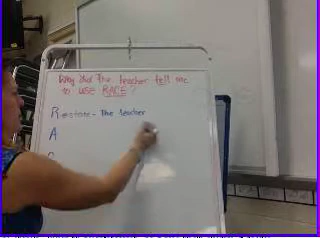 Why did the teacher tell me
to use RACE?
Restate - The teacher
A
C